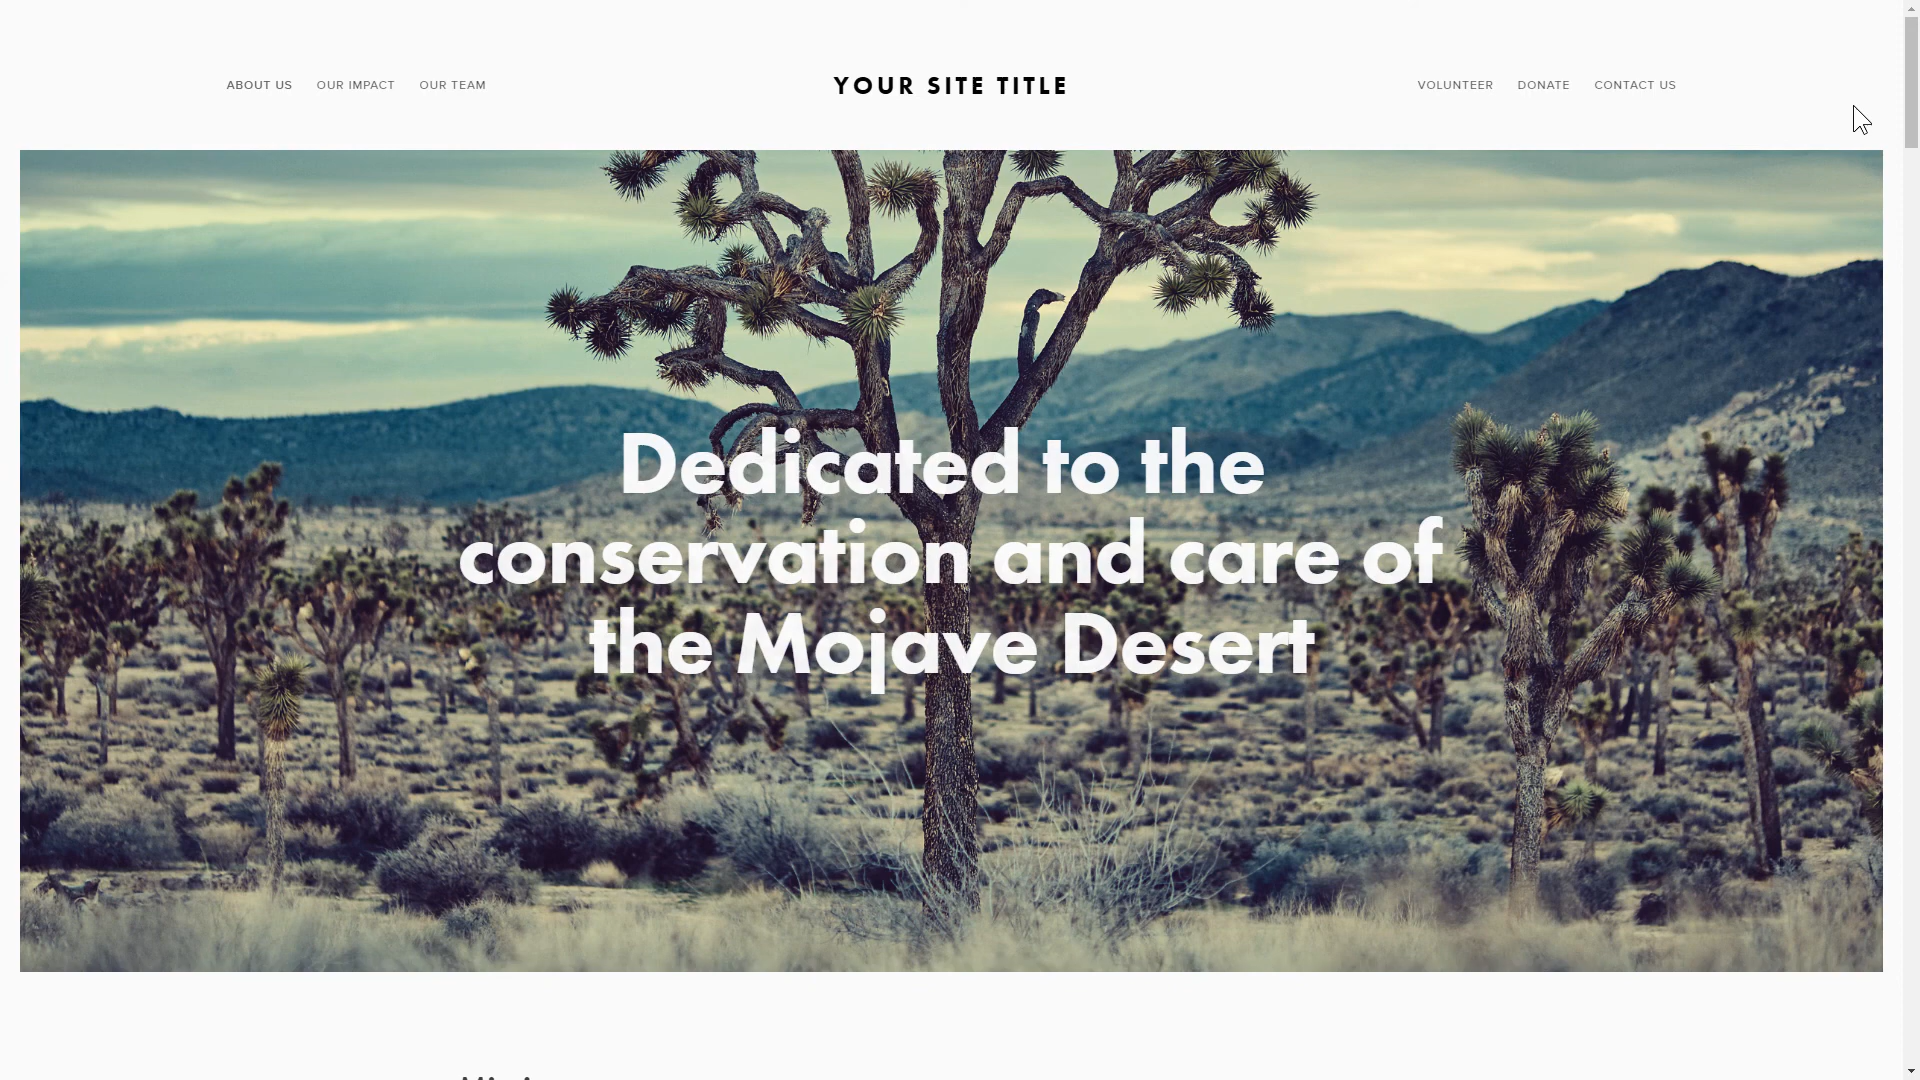 ABOUT US OUR IMPACT OUR TEAM YOUR SITE TITLE VOLUNTEER DONATE CONTACT US
Dedicated to the
conservation and care of
the Mojave Desert